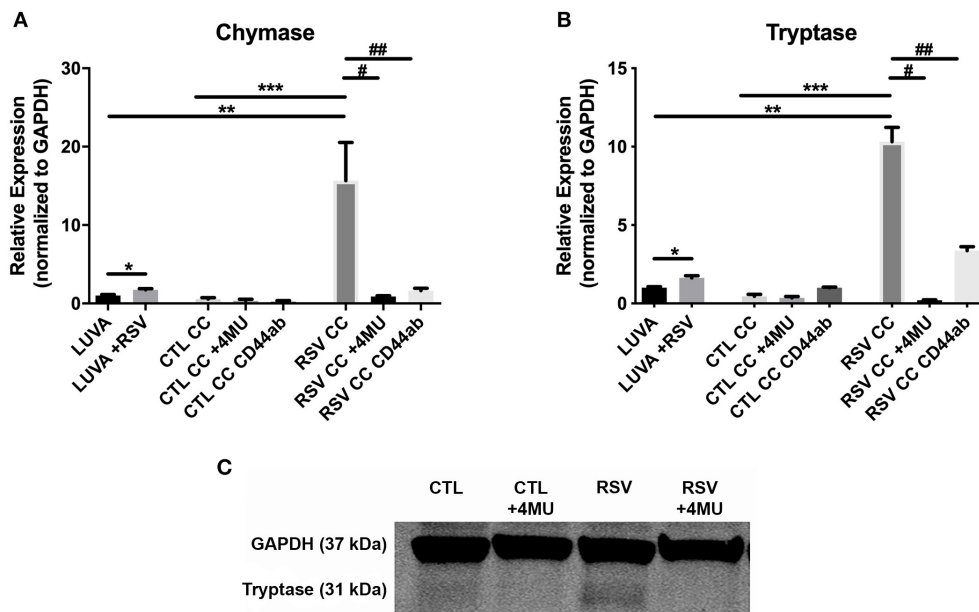 A
Chymase
Relative Expression
(normalized to GAPDH)
30
20
10
0
*
**
***
#
##
LUVA
LUVA +RSV
CTL CC
CTL CC +4MU
CTL CC CD44ab
RSV CC
RSV CC +4MU
RSV CC CD44ab
B
Tryptase
Relative Expression
(normalized to GAPDH)
15
10
5
0
*
**
***
#
##
LUVA
LUVA +RSV
CTL CC
CTL CC +4MU
CTL CC CD44ab
RSV CC
RSV CC +4MU
RSV CC CD44ab
C
CTL
CTL
+4MU
RSV
RSV
+4MU
GAPDH (37 kDa)
Tryptase (31 kDa)